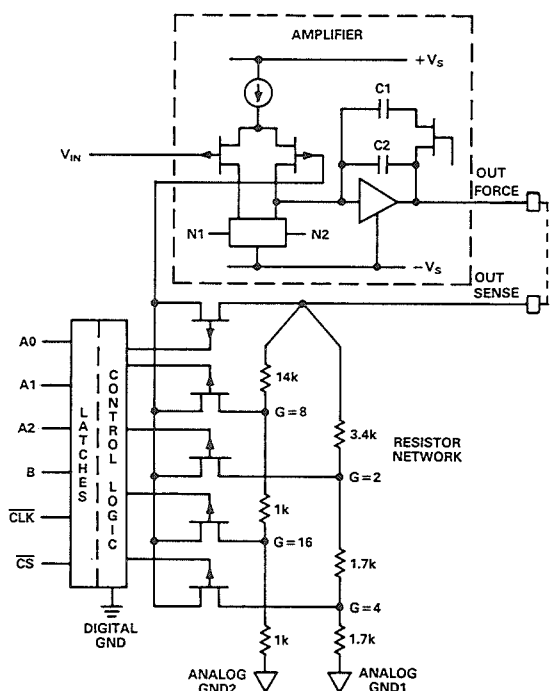 AMPLIFIER
+VS
C1
C2
VIN
OUT
FORCE
N1
N2
-VS
OUT
SENSE
A0
A1
A2
B
CLK
CS
LATCHES
CONTROL LOGIC
DIGITAL
GND
14k
G=8
3.4k
RESISTOR
NETWORK
G=2
1k
G=16
1.7k
G=4
1k
1.7k
ANALOG
GND2
ANALOG
GND1